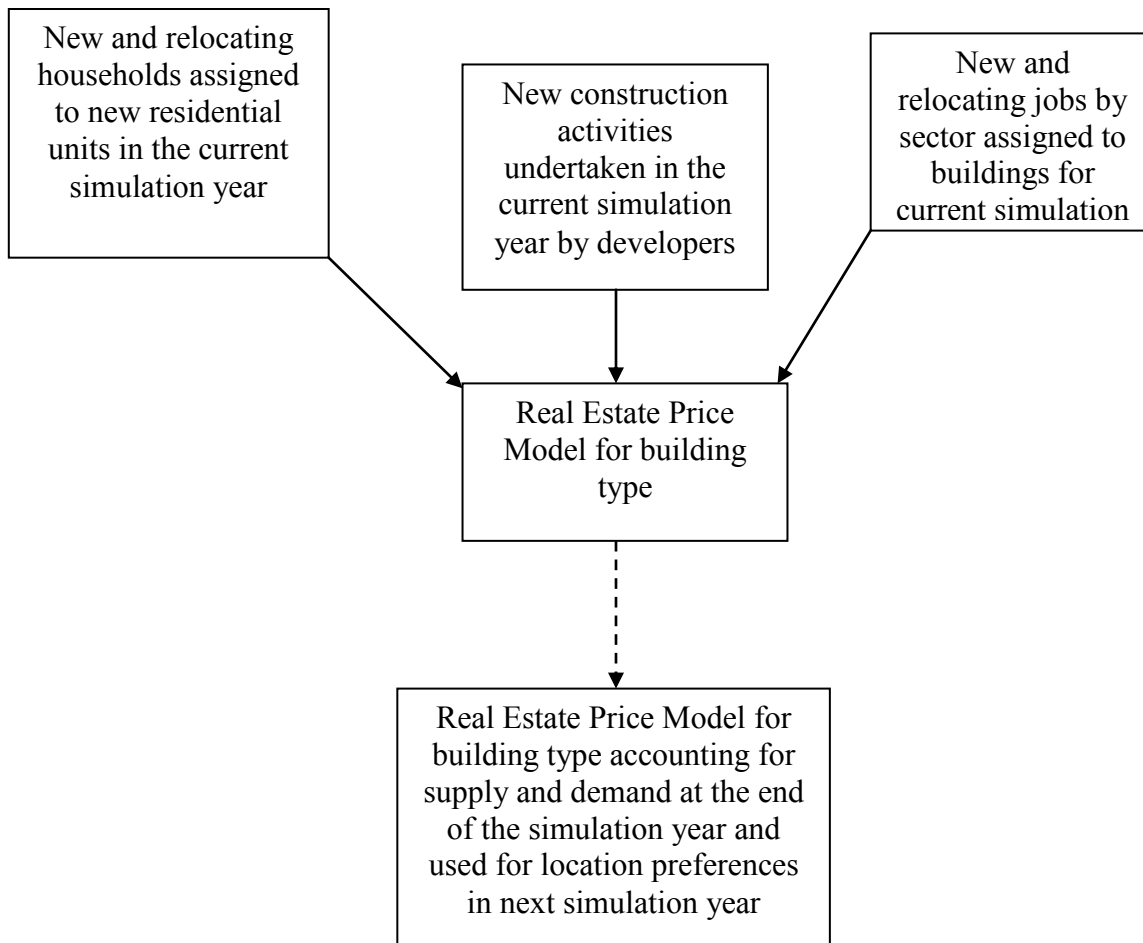 New and relocating
households assigned
to new residential
units in the current
simulation year
New construction
activities
undertaken in the
current simulation
year by developers
New and
relocating jobs by
sector assigned to
buildings for
current simulation
Real Estate Price
Model for building
type
Real Estate Price Model for
building type accounting for
supply and demand at the end
of the simulation year and
used for location preferences
in next simulation year